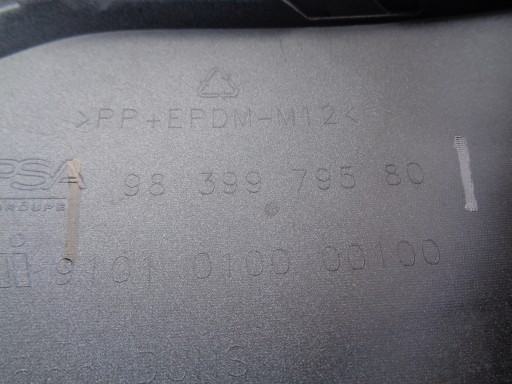 >PP+EPDM-M12<
PSA 98 399 795 80
GROUPE
9101 0100 00100